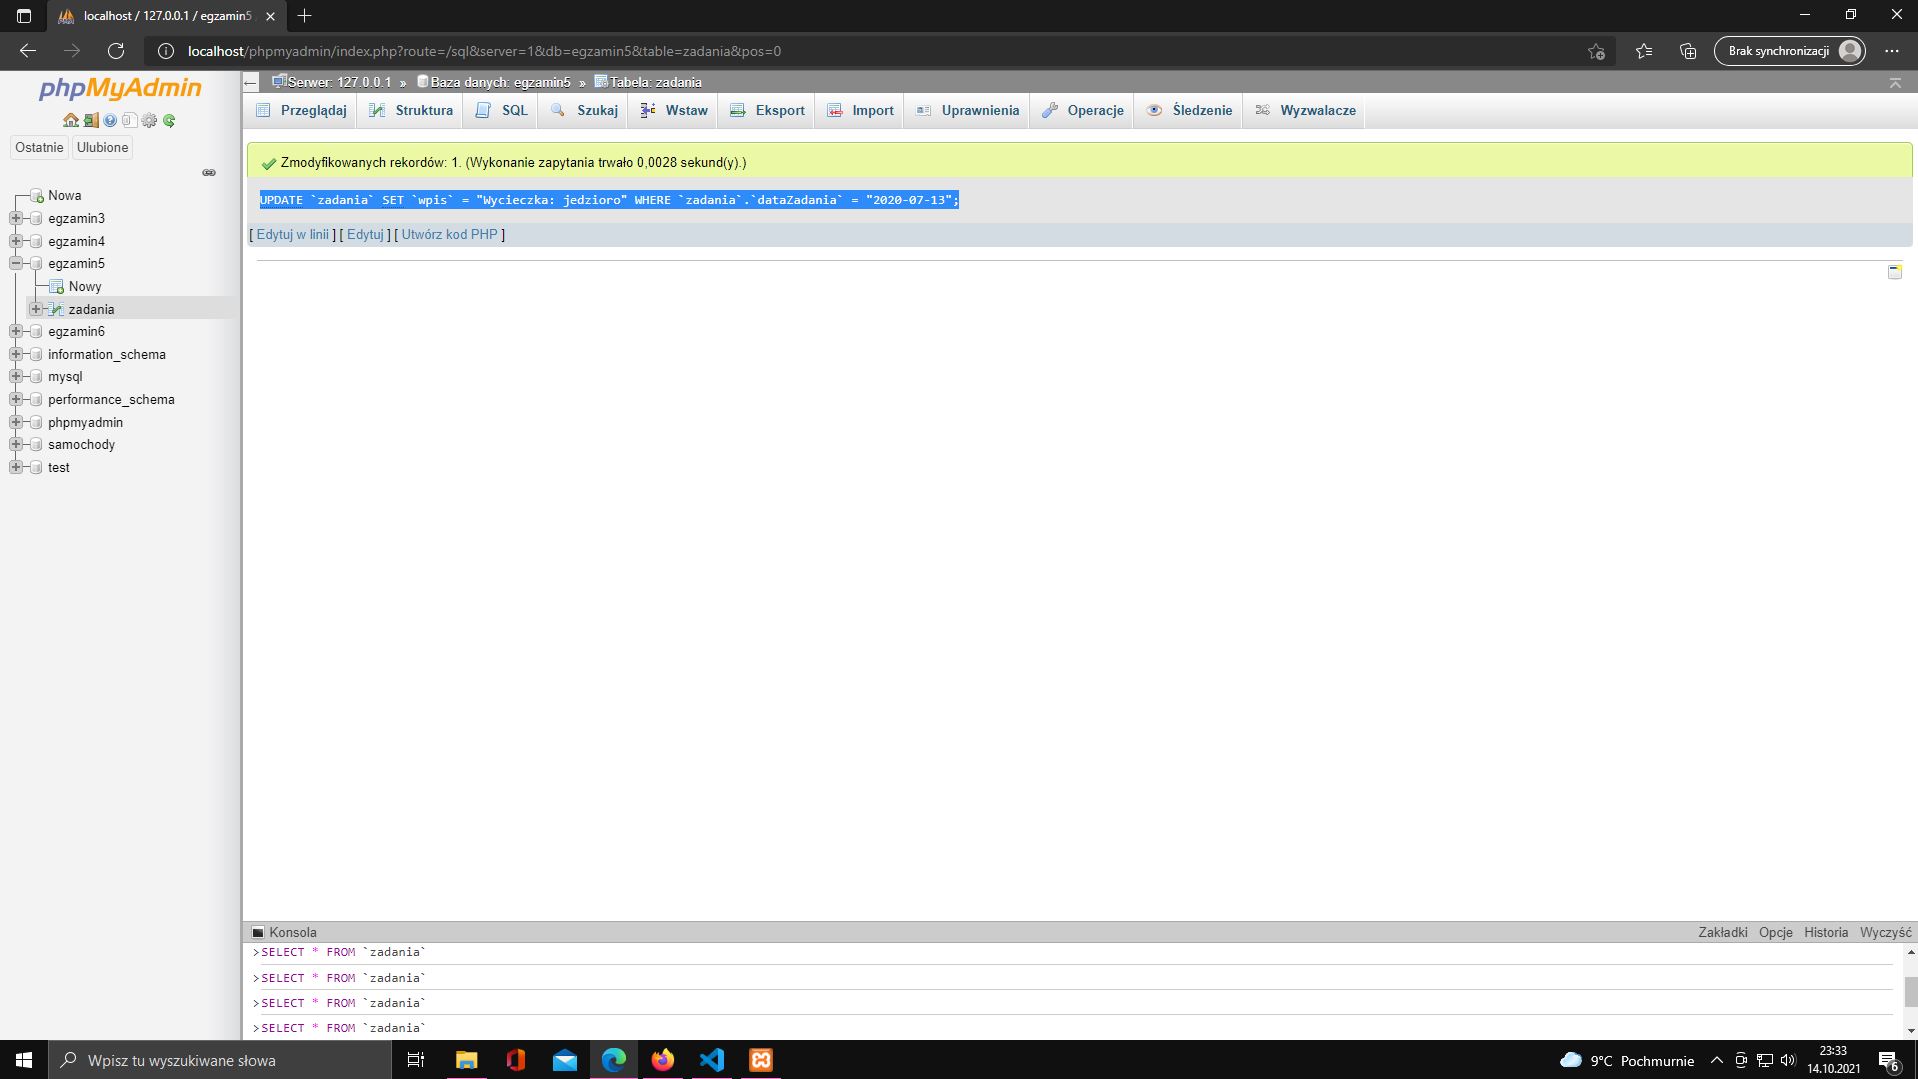 localhost / 127.0.0.1 / egzamin5
localhost/phpmyadmin/index.php?route=/sql&server=1&db=egzamin5&table=zadania&pos=0
Brak synchronizacji
phpMyAdmin
Ostatnie
Ulubione
Nowa
egzamin3
egzamin4
egzamin5
Nowy
zadania
egzamin6
information_schema
mysql
performance_schema
phpmyadmin
samochody
test
Serwer: 127.0.0.1 » Baza danych: egzamin5 » Tabela: zadania
Przeglądaj Struktura SQL Szukaj Wstaw Eksport Import Uprawnienia Operacje Śledzenie Wyzwalacze
Zmodyfikowanych rekordów: 1. (Wykonanie zapytania trwało 0,0028 sekund(y).)
UPDATE `zadania` SET `wpis` = "Wycieczka: jedzioro" WHERE `zadania`.`dataZadania` = "2020-07-13";
[ Edytuj w linii ] [ Edytuj ] [ Utwórz kod PHP ]
Konsola
Zakładki Opcje Historia Wyczyść
>SELECT * FROM `zadania`
>SELECT * FROM `zadania`
>SELECT * FROM `zadania`
>SELECT * FROM `zadania`
Wpisz tu wyszukiwane słowa
9°C Pochmurnie
23:33
14.10.2021
6